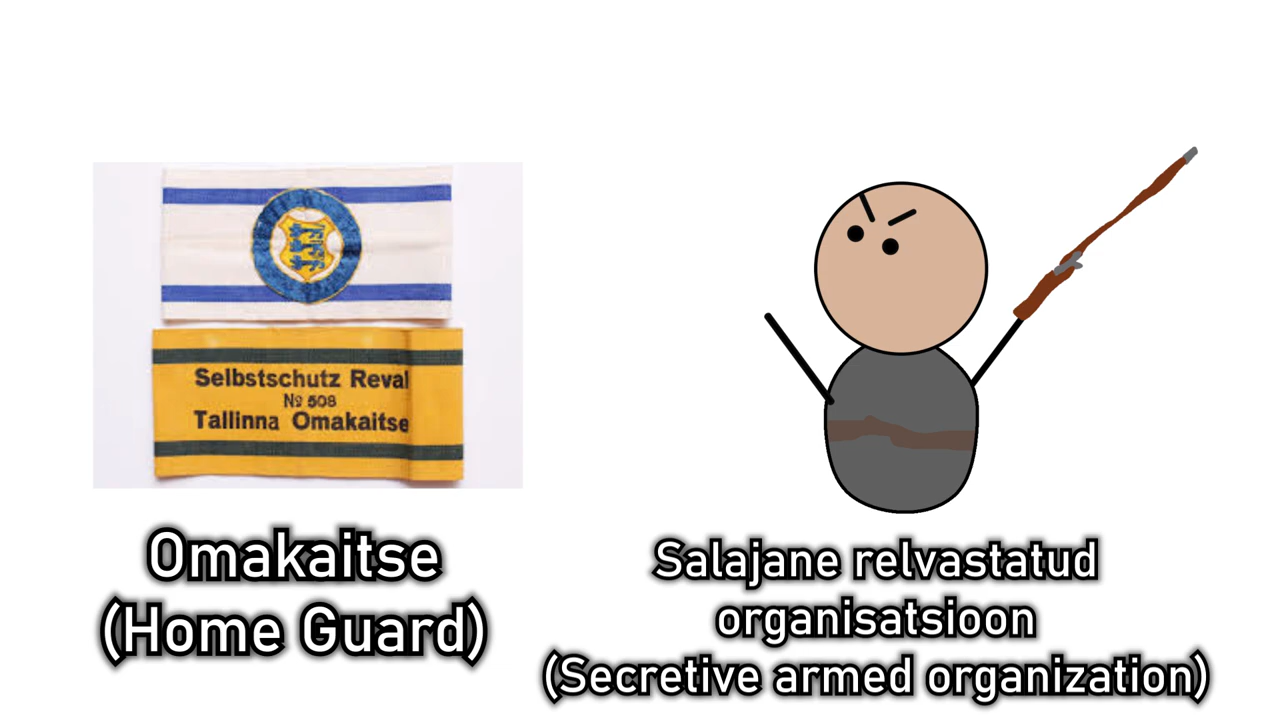 Selbstschutz Reval
№ 508
Tallinna Omakaitse
Omakaitse
(Home Guard)
Salajane relvastatud
organisatsioon
(Secretive armed organization)